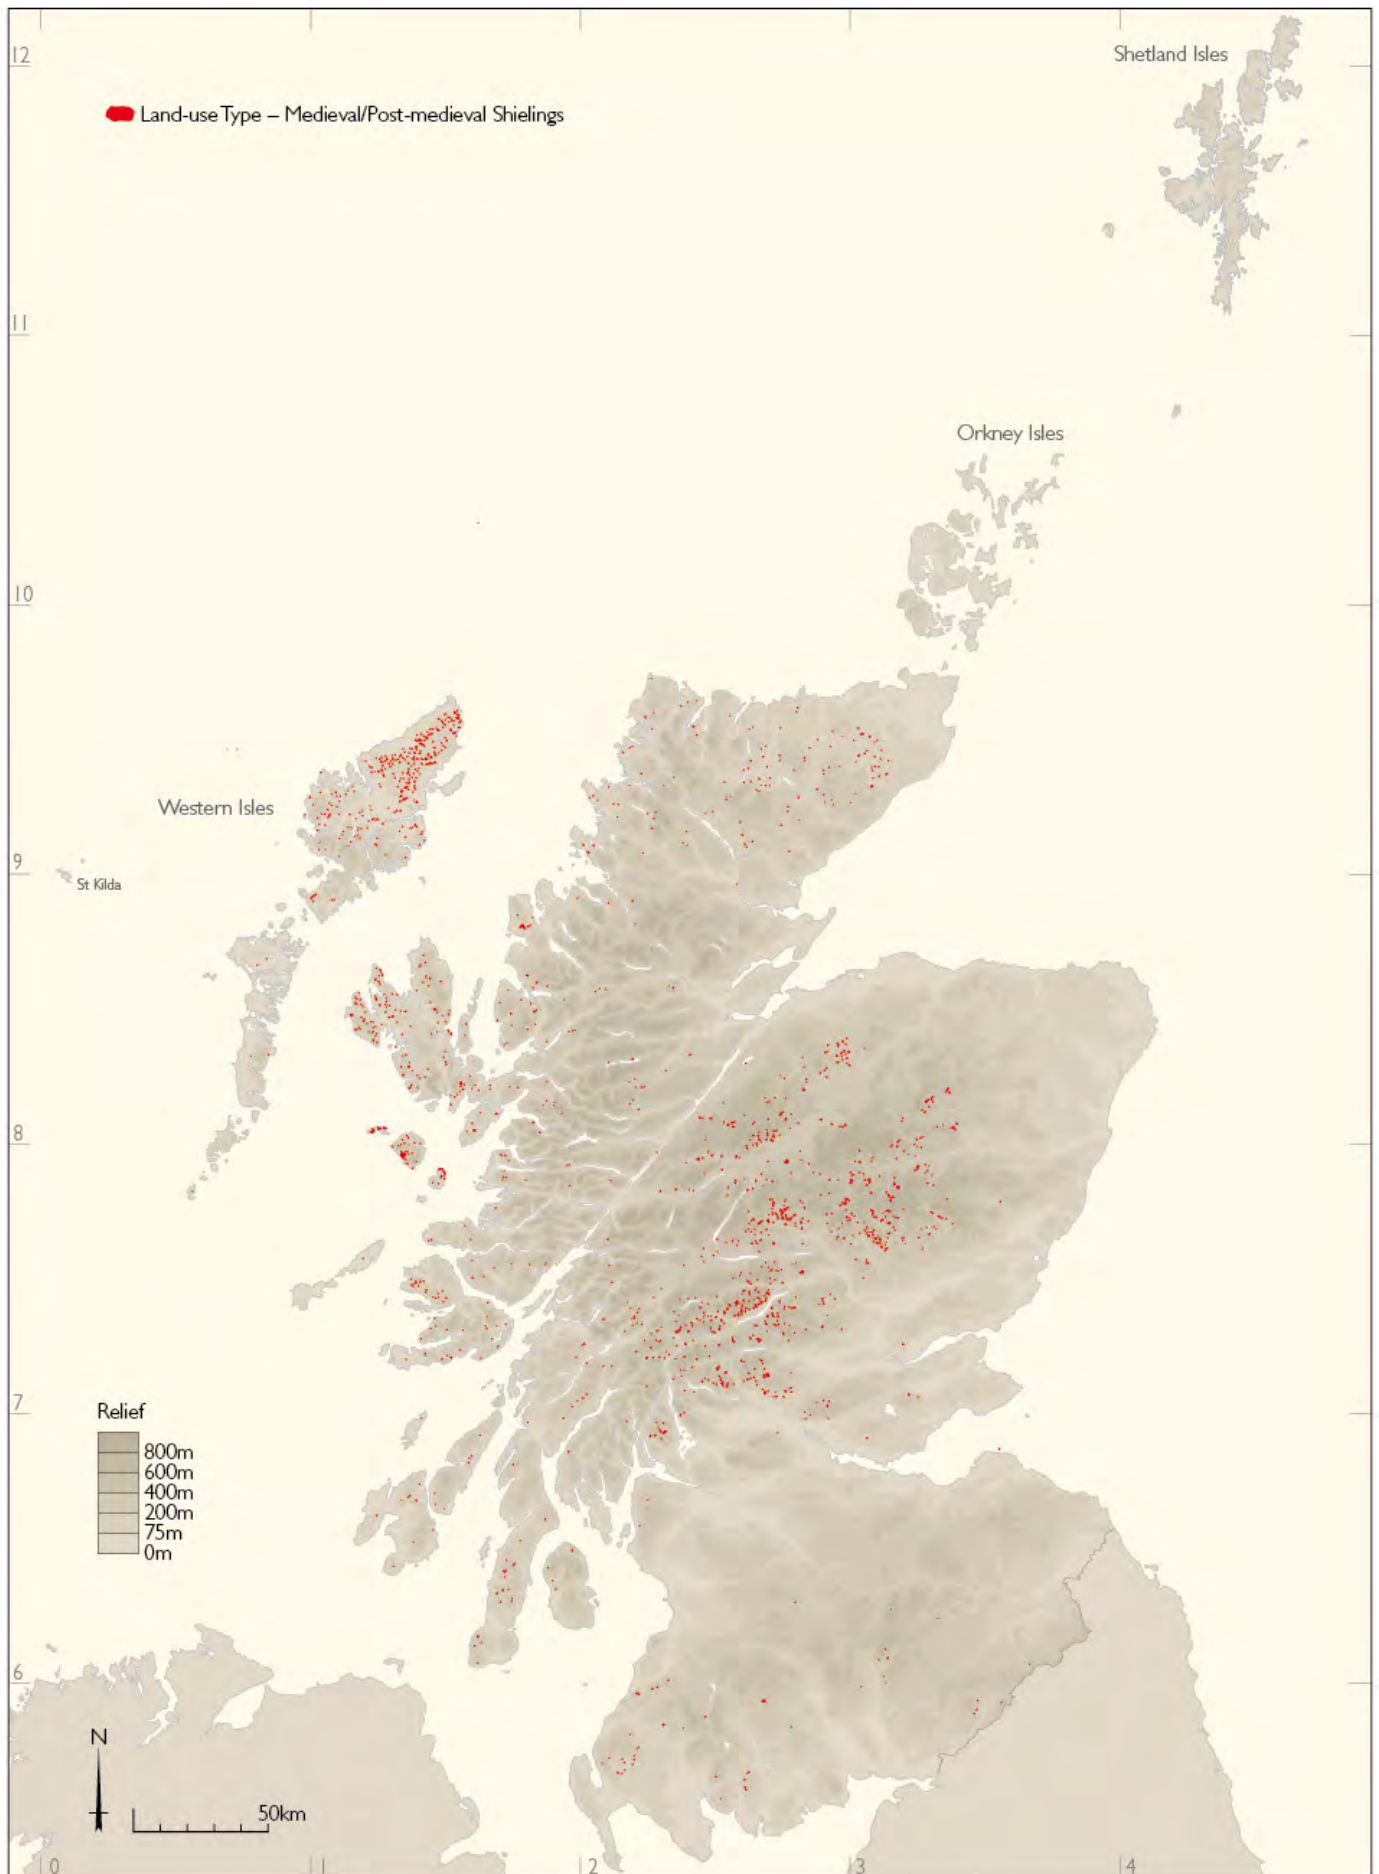 12
Shetland Isles
Land-use Type – Medieval/Post-medieval Shielings
11
Orkney Isles
10
Western Isles
9
St Kilda
8
7
Relief
800m
600m
400m
200m
75m
0m
6
N
50km
0
1
2
3
4